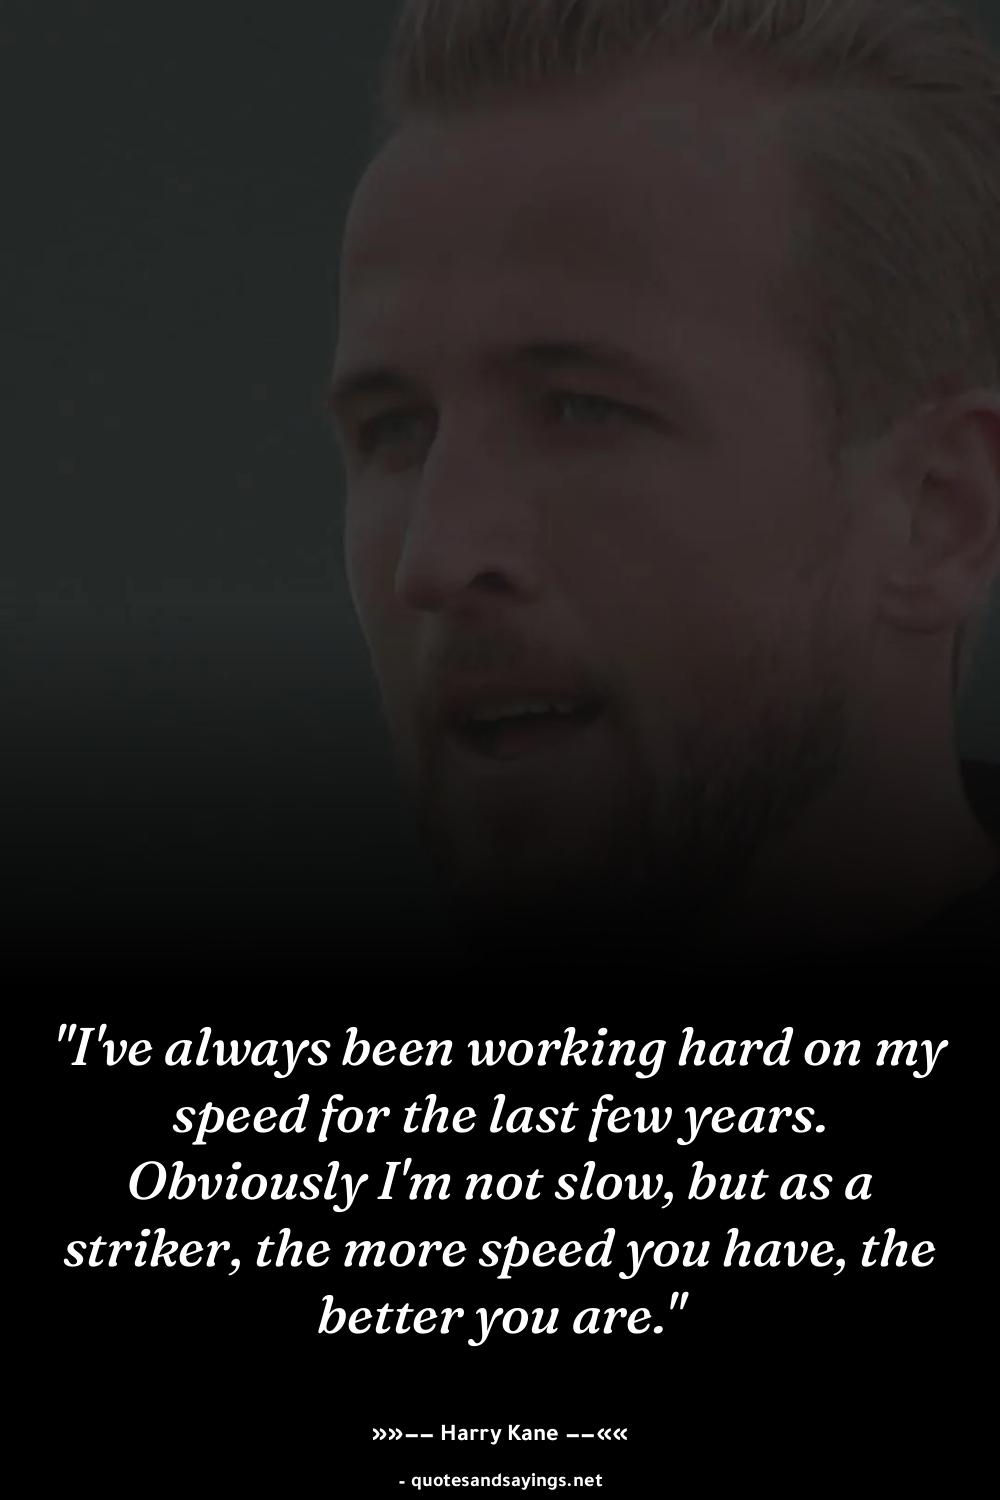 "I've always been working hard on my
speed for the last few years.
Obviously I'm not slow, but as a
striker, the more speed you have, the
better you are."
»»−− Harry Kane −−««
- quotesandsayings.net